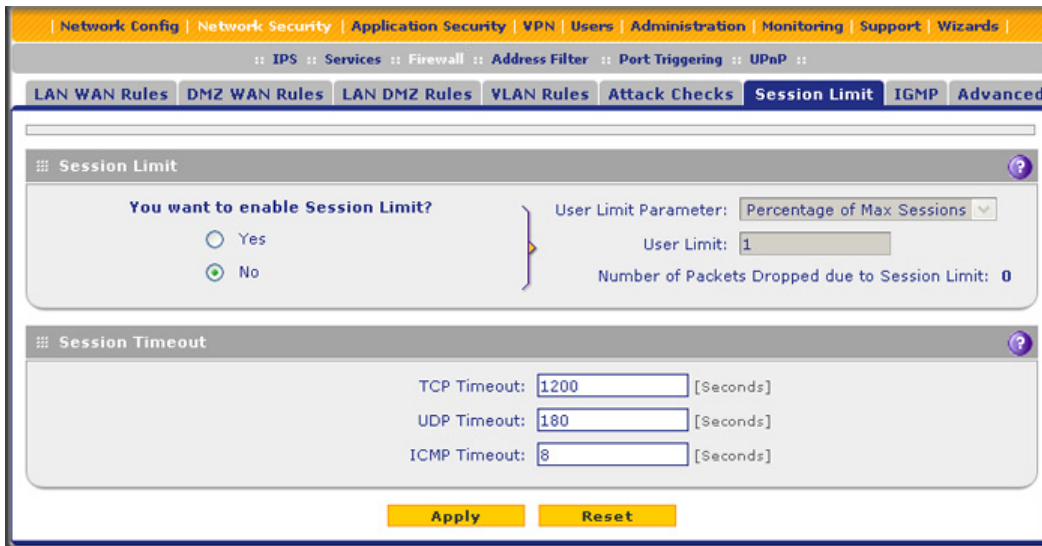 | Network Config | Network Security | Application Security | VPN | Users | Administration | Monitoring | Support | Wizards |
:: IPS :: Services :: Firewall :: Address Filter :: Port Triggering :: UPnP ::
LAN WAN Rules DMZ WAN Rules LAN DMZ Rules VLAN Rules Attack Checks Session Limit IGMP Advanced
Session Limit ?
You want to enable Session Limit?
Yes
No
User Limit Parameter: Percentage of Max Sessions
User Limit: 1
Number of Packets Dropped due to Session Limit: 0
Session Timeout ?
TCP Timeout: 1200 [Seconds]
UDP Timeout: 180 [Seconds]
ICMP Timeout: 8 [Seconds]
Apply Reset